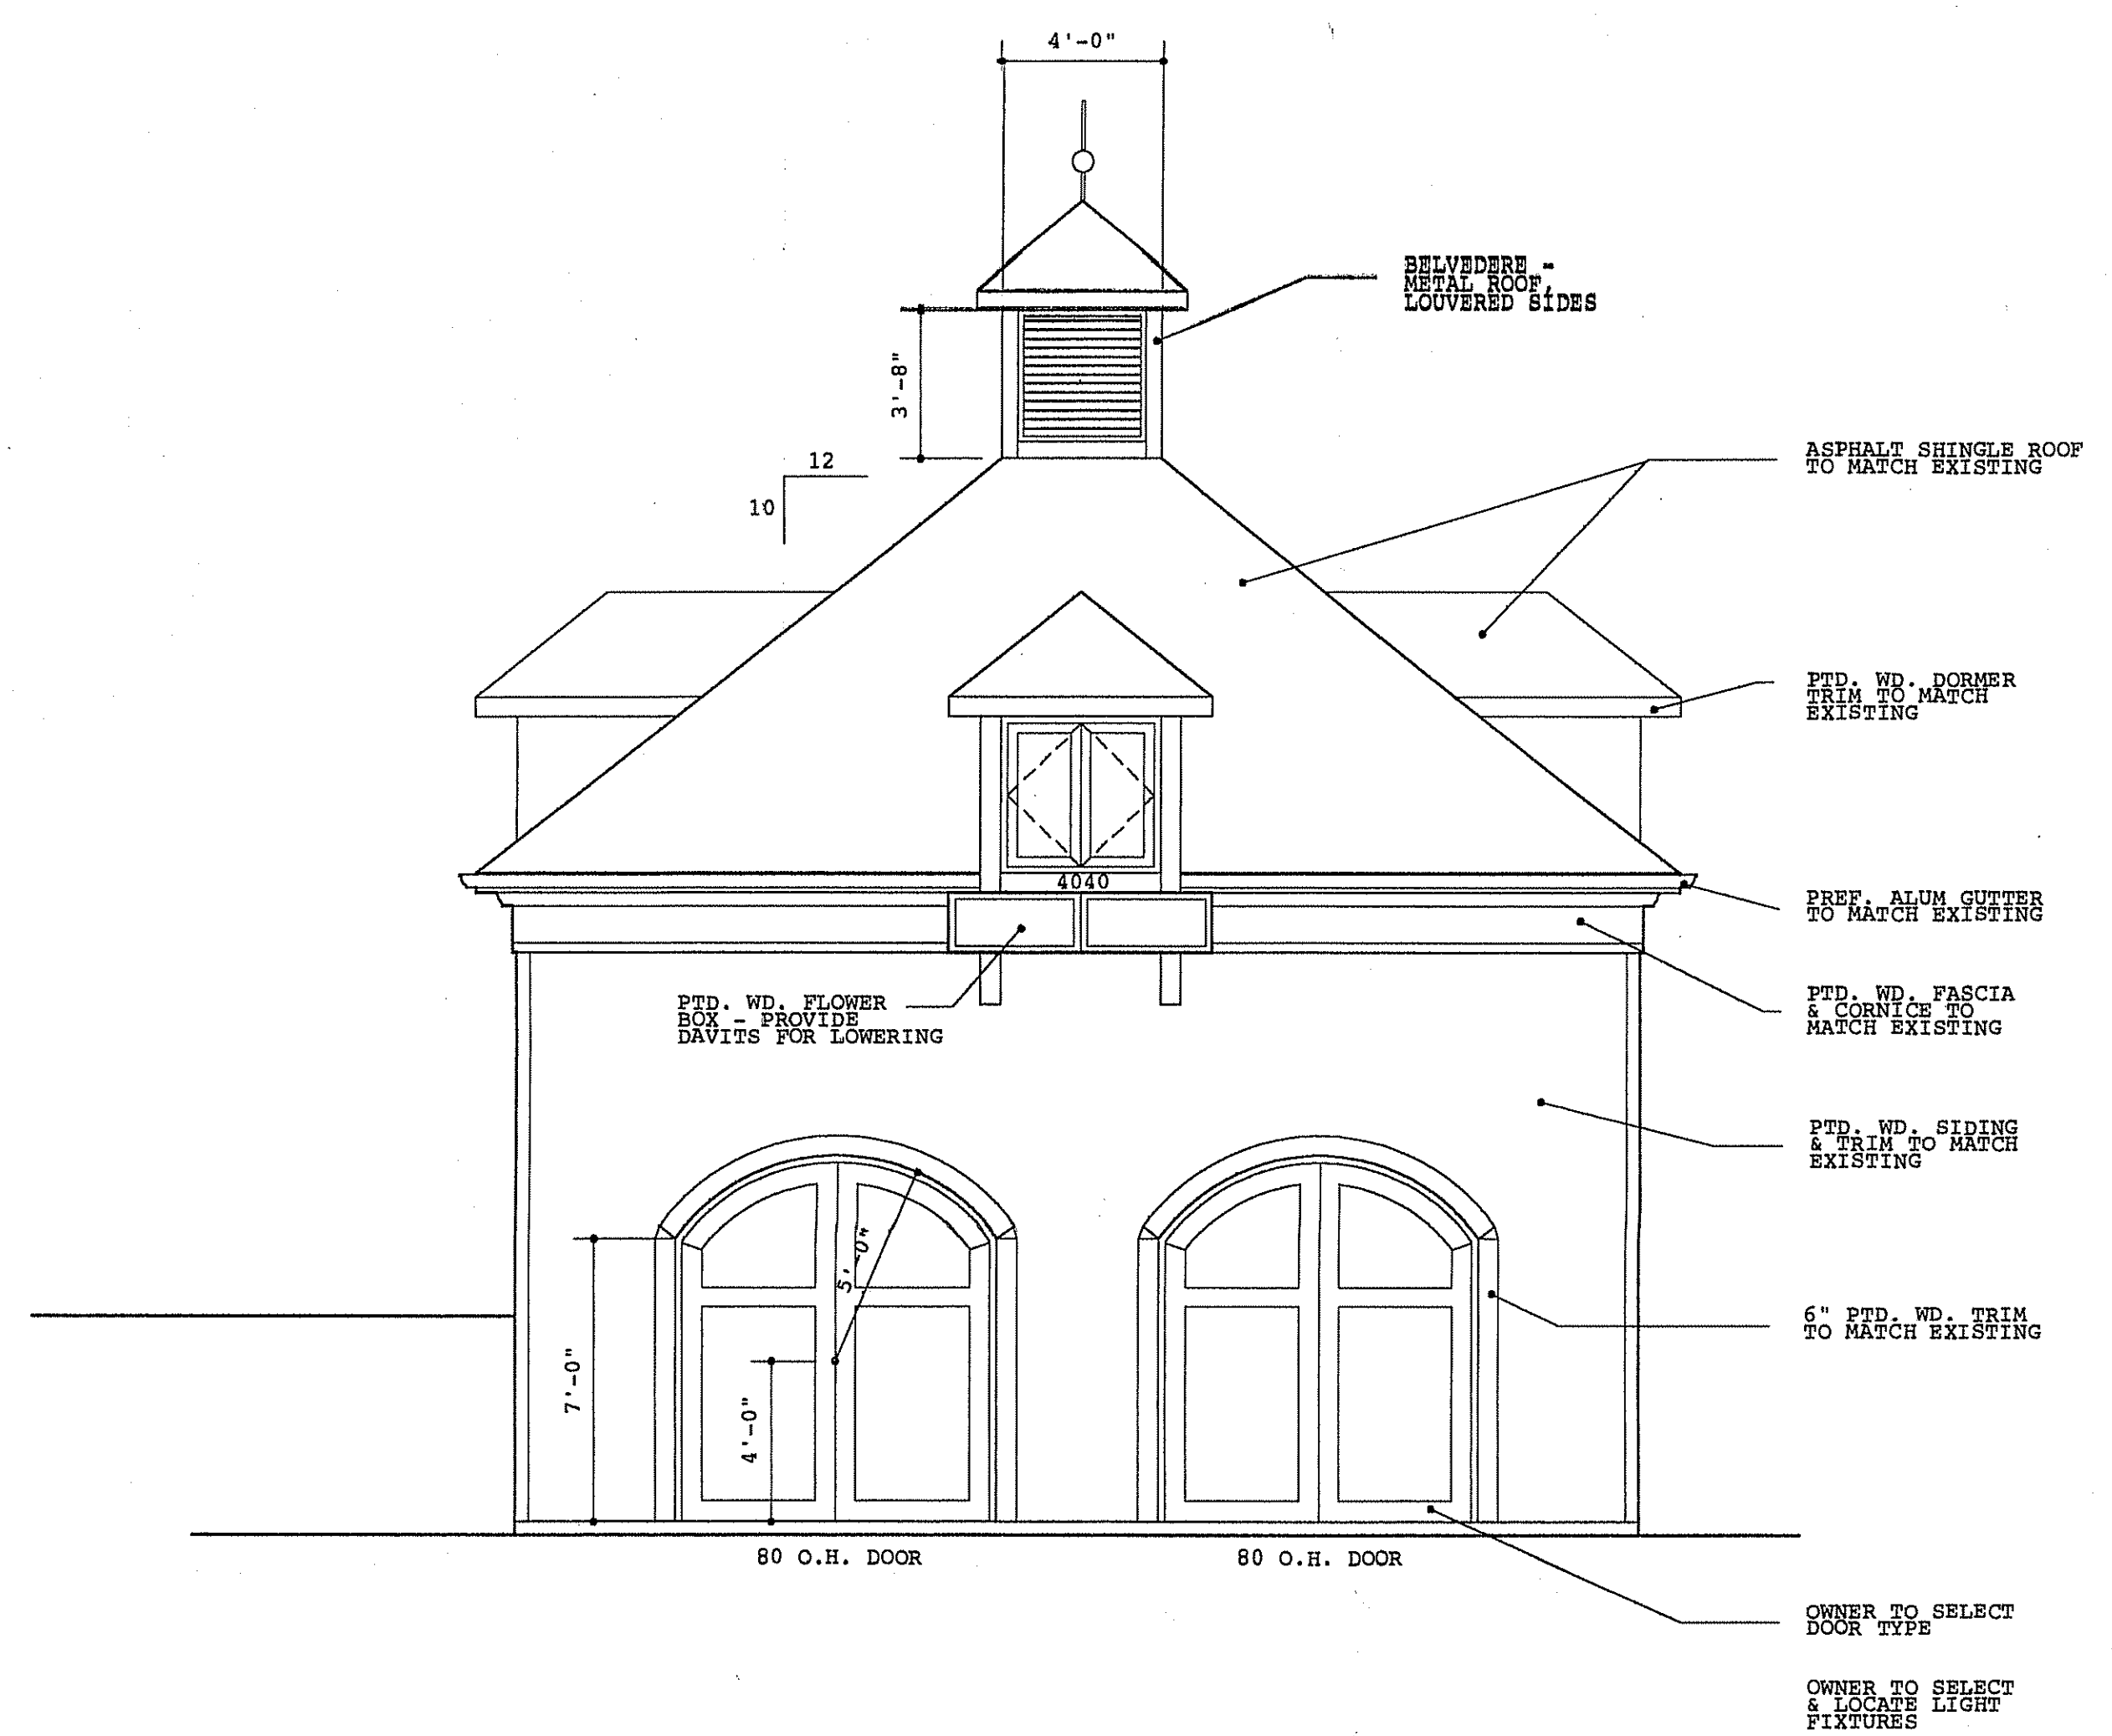 4'-0"
BELVEDERE -
METAL ROOF,
LOUVERED SIDES
3'-8"
12
10
ASPHALT SHINGLE ROOF
TO MATCH EXISTING
PTD. WD. DORMER
TRIM TO MATCH
EXISTING
4040
PREF. ALUM GUTTER
TO MATCH EXISTING
PTD. WD. FLOWER
BOX - PROVIDE
DAVITS FOR LOWERING
PTD. WD. FASCIA
& CORNICE TO
MATCH EXISTING
PTD. WD. SIDING
& TRIM TO MATCH
EXISTING
5'-0"
6" PTD. WD. TRIM
TO MATCH EXISTING
7'-0"
4'-0"
80 O.H. DOOR
80 O.H. DOOR
OWNER TO SELECT
DOOR TYPE
OWNER TO SELECT
& LOCATE LIGHT
FIXTURES